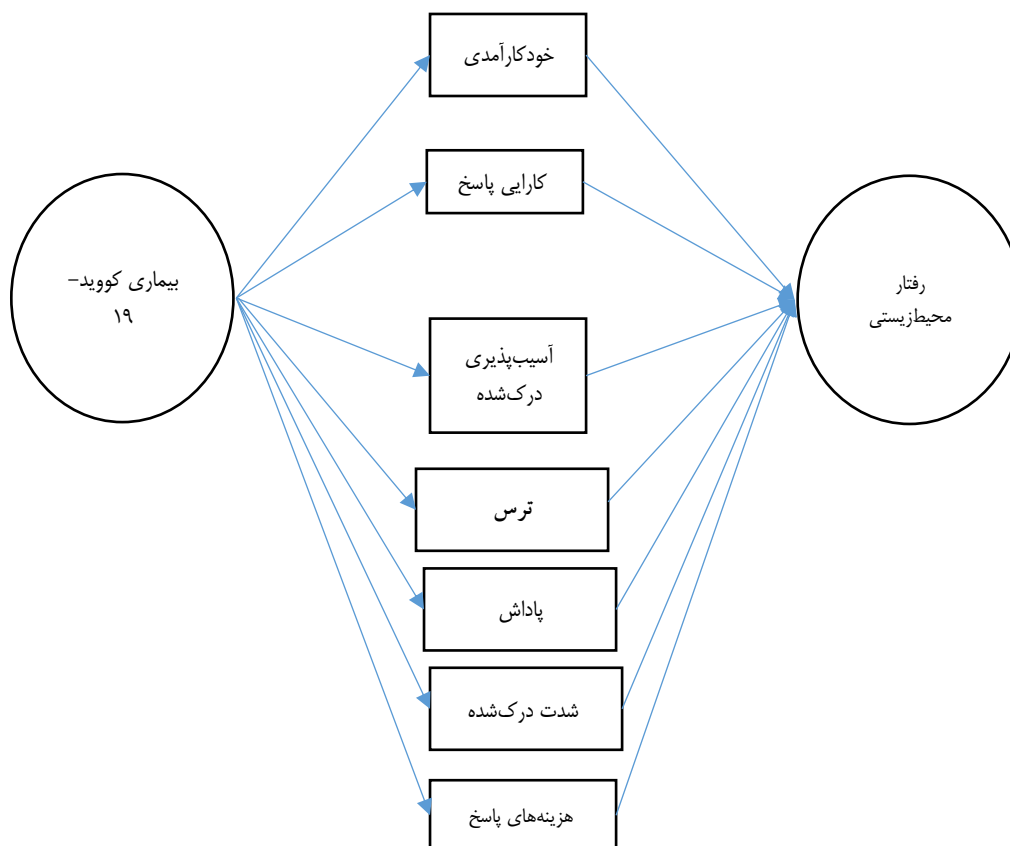 خودکارآمدی
کارایی پاسخ
بیماری کووید–
۱۹
رفتار
محیط‌زیستی
آسیب‌پذیری
درک‌شده
ترس
پاداش
شدت درک‌شده
هزینه‌های پاسخ